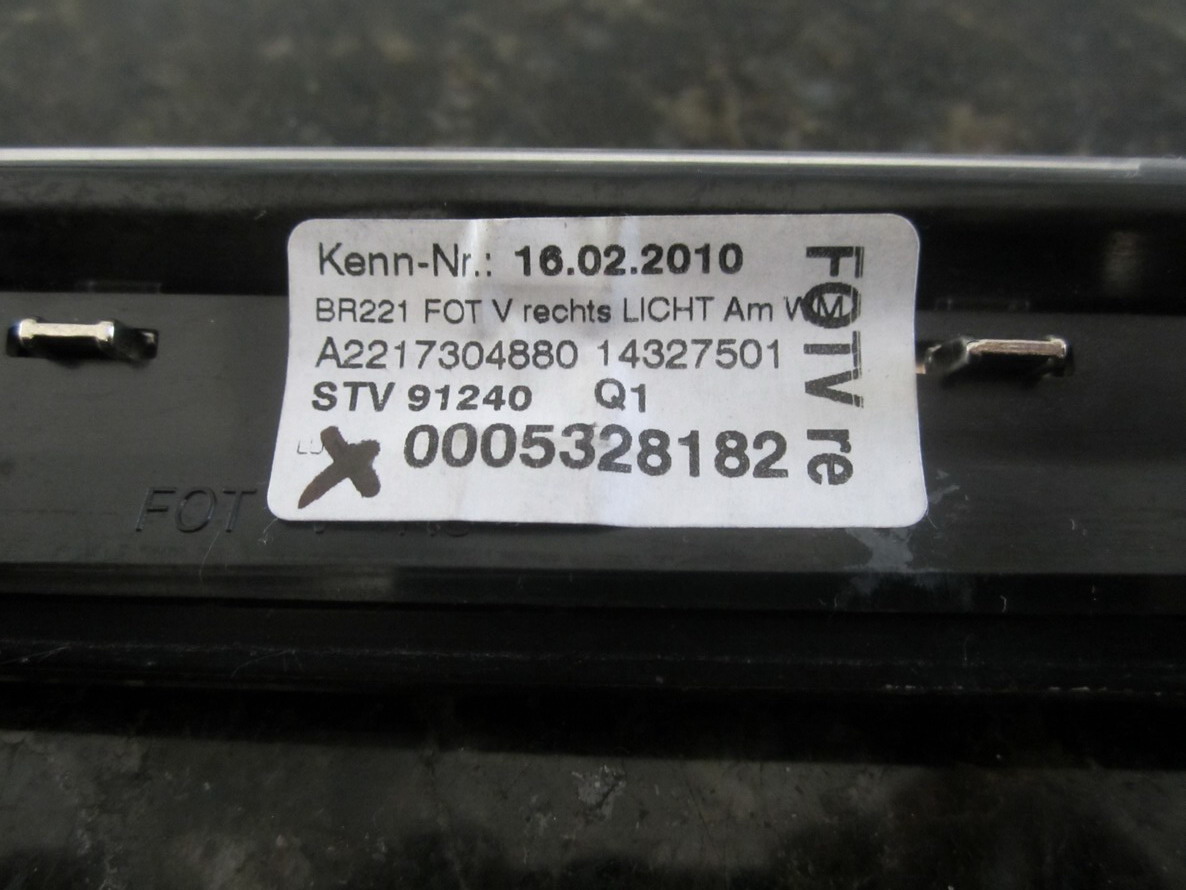 Kenn-Nr.: 16.02.2010
BR221 FOT V rechts LICHT Am WM
A2217304880 14327501
STV 91240 Q1
0005328182
FOTV re
FOT